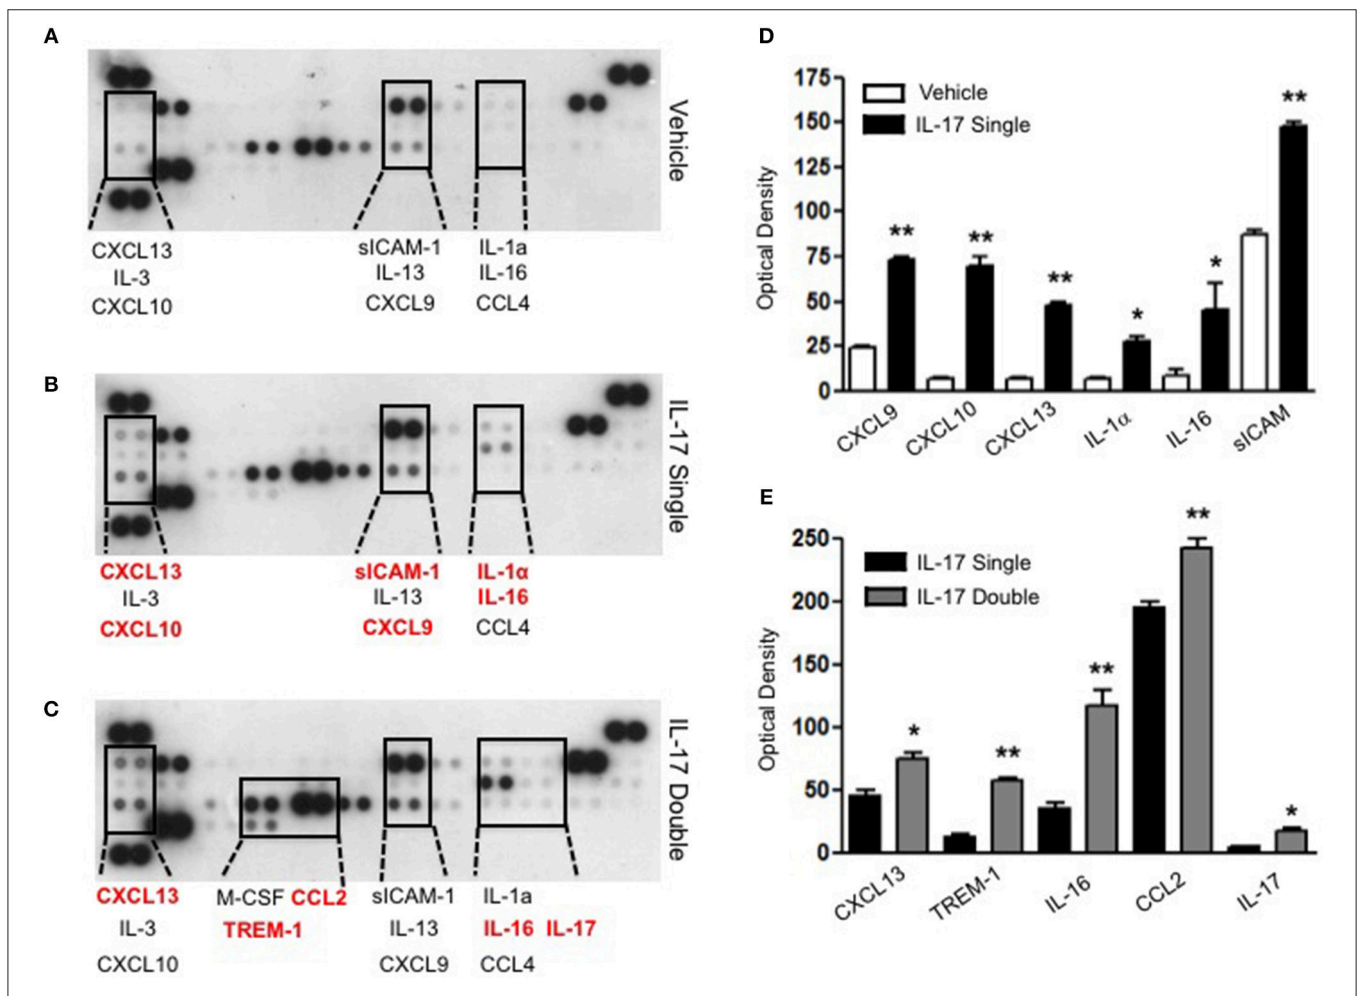 A
Vehicle
CXCL13
IL-3
CXCL10
sICAM-1
IL-13
CXCL9
IL-1a
IL-16
CCL4
B
IL-17 Single
CXCL13
IL-3
CXCL10
sICAM-1
IL-13
CXCL9
IL-1α
IL-16
CCL4
C
IL-17 Double
CXCL13
IL-3
CXCL10
M-CSF CCL2
TREM-1
sICAM-1
IL-13
CXCL9
IL-1a
IL-16 IL-17
CCL4
D
Optical Density
175
150
125
100
75
50
25
0
Vehicle
IL-17 Single
**
**
**
*
*
**
CXCL9
CXCL10
CXCL13
IL-1α
IL-16
sICAM
E
Optical Density
250
200
150
100
50
0
IL-17 Single
IL-17 Double
*
**
**
**
*
CXCL13
TREM-1
IL-16
CCL2
IL-17